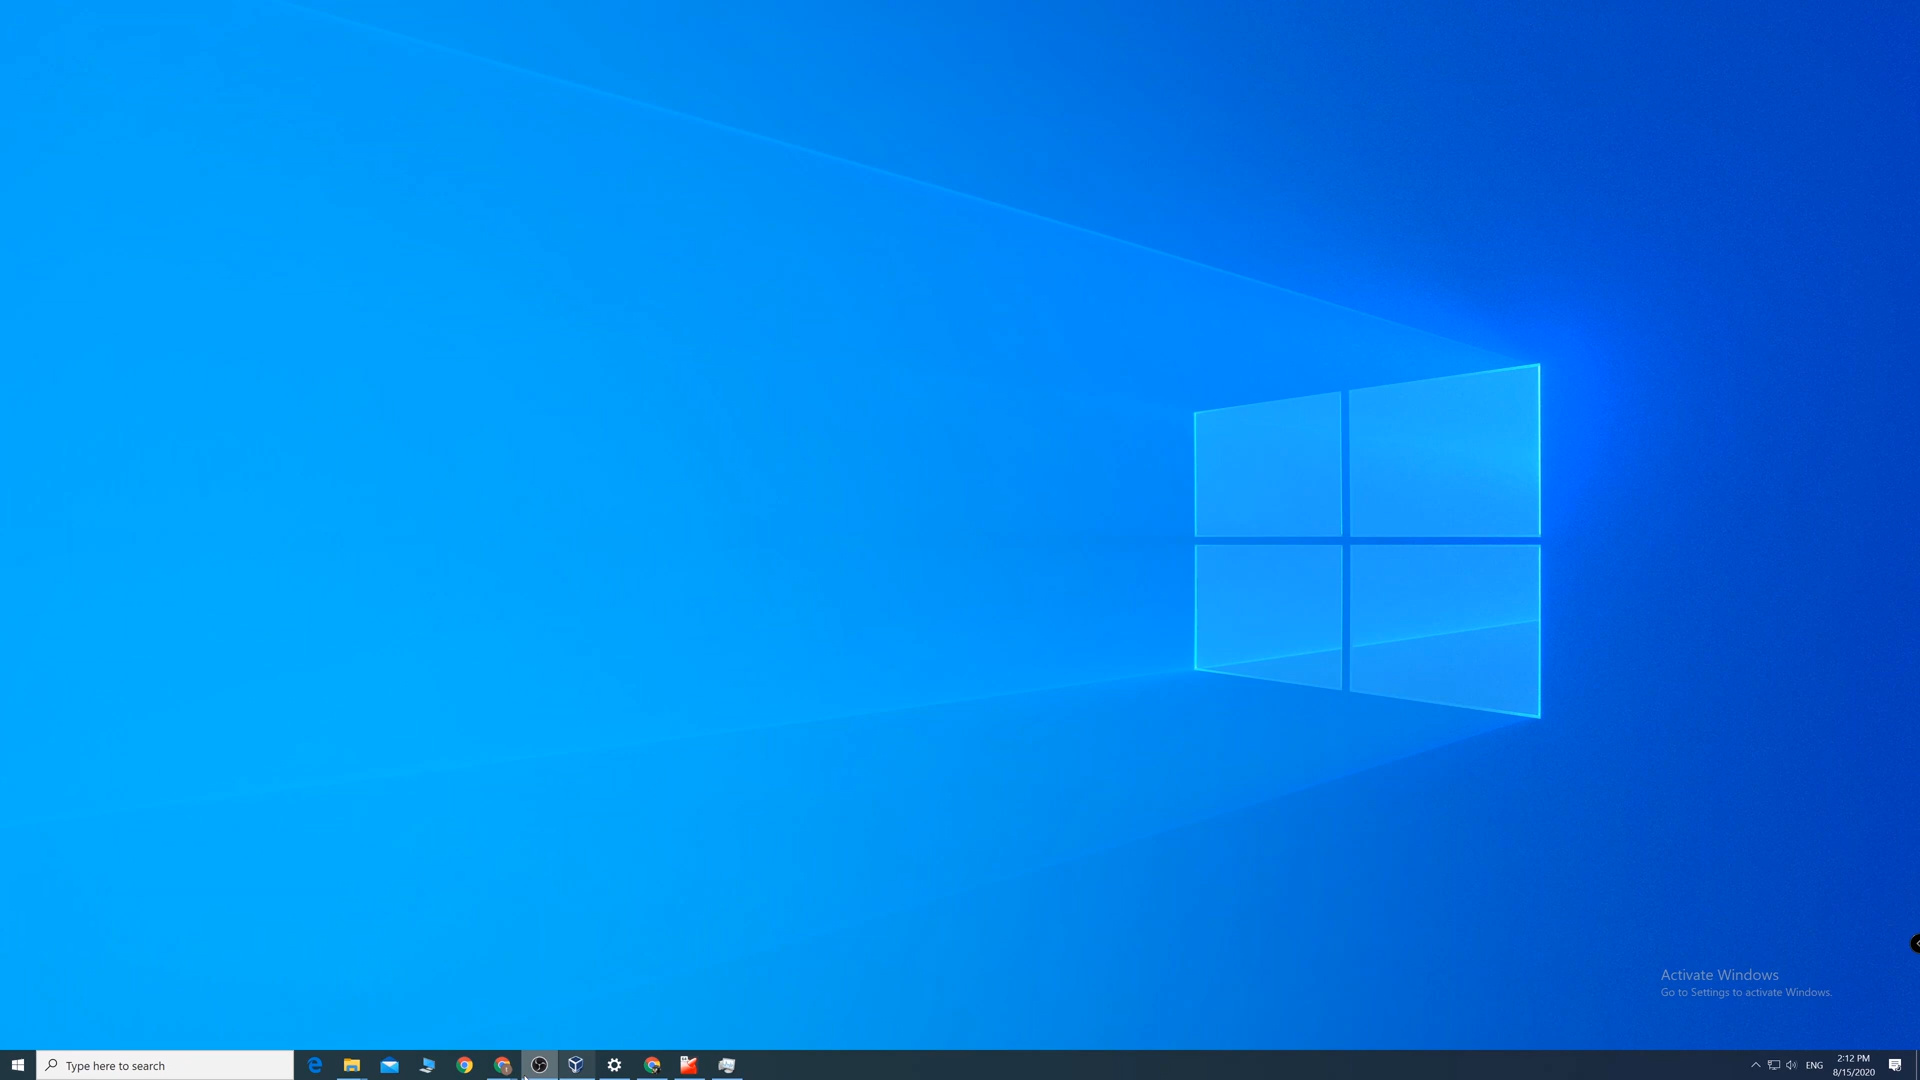 Activate Windows
Go to Settings to activate Windows.
Type here to search
ENG
2:12 PM
8/15/2020